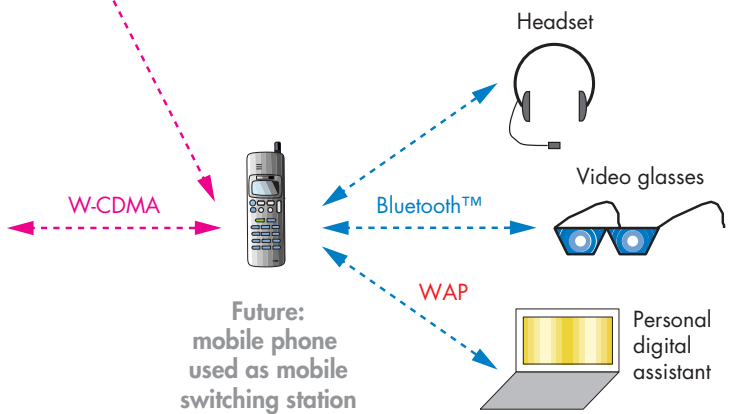 Headset
W-CDMA
Bluetooth™
Video glasses
WAP
Future:
mobile phone
used as mobile
switching station
Personal
digital
assistant